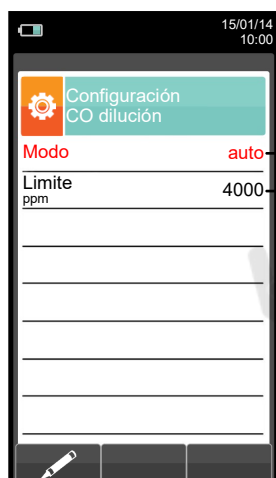 15/01/14
10:00
Configuración
CO dilución
Modo auto
Limite 4000
ppm